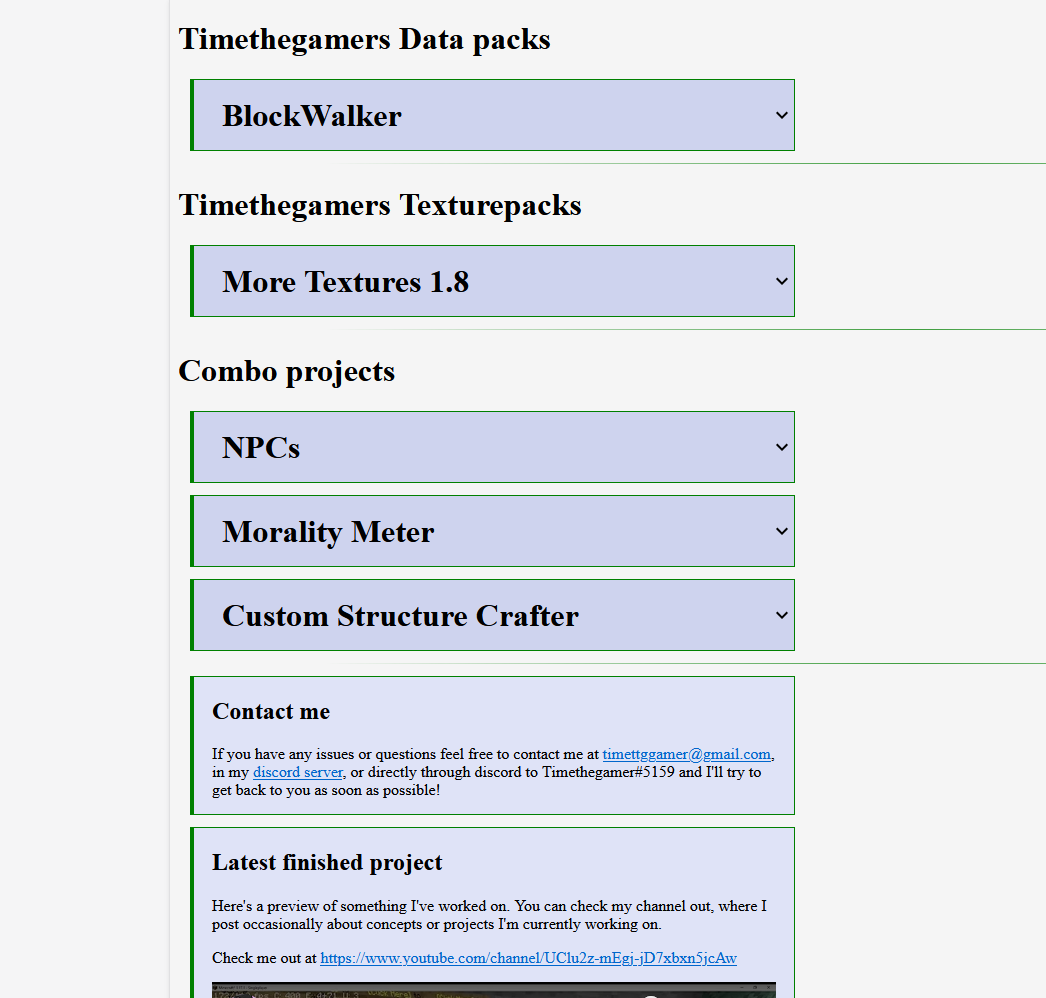 Timethegamers Data packs
BlockWalker
Timethegamers Texturepacks
More Textures 1.8
Combo projects
NPCs
Morality Meter
Custom Structure Crafter
Contact me
If you have any issues or questions feel free to contact me at timettggamer@gmail.com,
in my discord server, or directly through discord to Timethegamer#5159 and I'll try to
get back to you as soon as possible!
Latest finished project
Here's a preview of something I've worked on. You can check my channel out, where I
post occasionally about concepts or projects I'm currently working on.
Check me out at https://www.youtube.com/channel/UClu2z-mEgj-jD7xbxn5jcAw